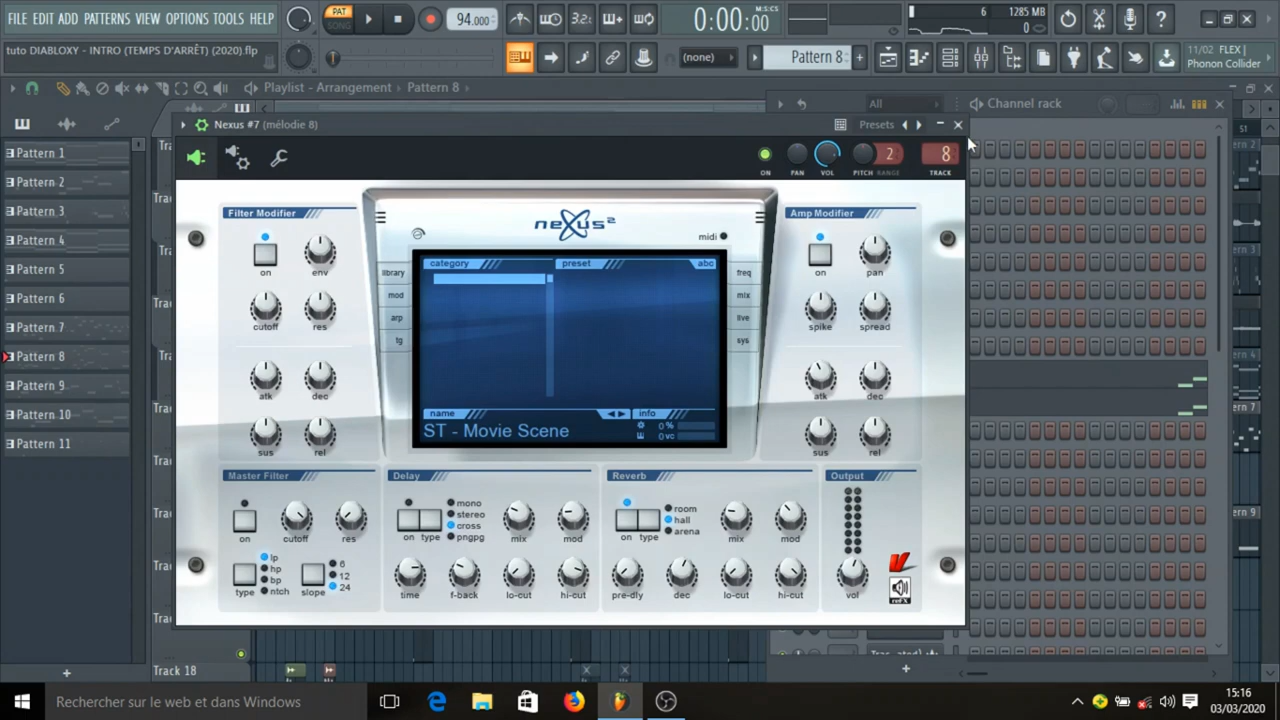 FILE EDIT ADD PATTERNS VIEW OPTIONS TOOLS HELP
PAT
SONG
94.000
3.2.
0:00:00
M:S:CS
6
1285 MB
0
tuto DIABLOXY - INTRO (TEMPS D'ARRÊT) (2020).flp
(none)
Pattern 8
11/02 FLEX |
Phonon Collider
Playlist - Arrangement
Pattern 8
All
Channel rack
Nexus #7 (mélodie 8)
Presets
ON
PAN
VOL
PITCH
2
RANGE
8
TRACK
Pattern 1
Pattern 2
Pattern 3
Pattern 4
Pattern 5
Pattern 6
Pattern 7
Pattern 8
Pattern 9
Pattern 10
Pattern 11
Filter Modifier
on
env
cutoff
res
atk
dec
sus
rel
nexus²
midi
library
mod
arp
tg
category
preset
abc
freq
mix
live
sys
name
info
ST - Movie Scene
0 %
0 vc
Amp Modifier
on
pan
spike
spread
atk
dec
sus
rel
Master Filter
on
cutoff
res
type
lp
hp
bp
ntch
slope
6
12
24
Delay
on
type
mono
stereo
cross
pngpg
mix
mod
time
f-back
lo-cut
hi-cut
Reverb
on
type
room
hall
arena
mix
mod
pre-dly
dec
lo-cut
hi-cut
Output
vol
reFX
Track 18
Rechercher sur le web et dans Windows
15:16
03/03/2020